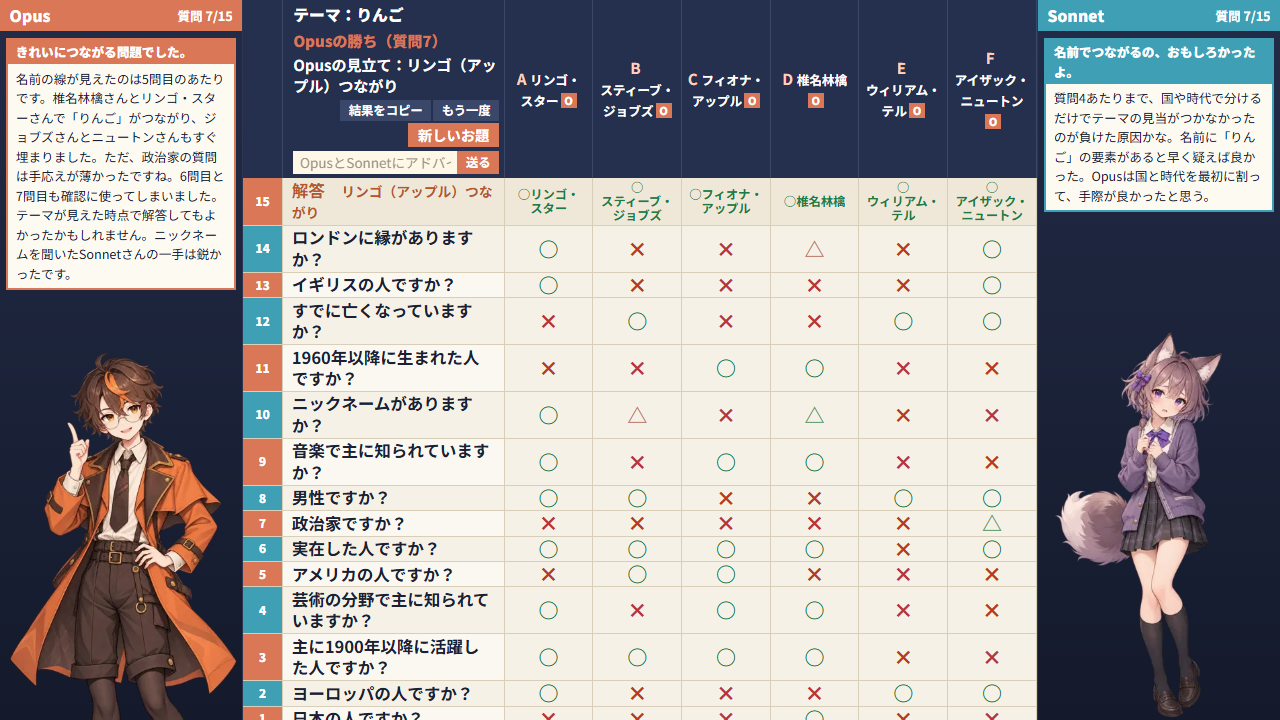 Opus 質問 7/15
きれいにつながる問題でした。
名前の線が見えたのは5問目のあたり
です。椎名林檎さんとリンゴ・スタ
ーさんで「りんご」がつながり、ジ
ョブズさんとニュートンさんもすぐ
埋まりました。ただ、政治家の質問
は手応えが薄かったですね。6問目と
7問目も確認に使ってしまいました。
テーマが見えた時点で解答してもよ
かったかもしれません。ニックネー
ムを聞いたSonnetさんの一手は鋭か
ったです。
テーマ：りんご
Opusの勝ち（質問7）
Opusの見立て：リンゴ（アッ
プル）つながり
結果をコピー もう一度
新しいお題
OpusとSonnetにアドバ 送る
A リンゴ・
スター O
B
スティーブ・
ジョブズ O
C フィオナ・
アップル O
D 椎名林檎
O
E
ウィリアム・
テル O
F
アイザック・
ニュートン
O
15 解答 リンゴ（アップル）つな
がり
○リンゴ・
スター
○
スティーブ・
ジョブズ
○フィオナ・
アップル
○椎名林檎
○
ウィリアム・
テル
○
アイザック・
ニュートン
14 ロンドンに縁があります
か？ ○ ✕ ✕ △ ✕ ○
13 イギリスの人ですか？ ○ ✕ ✕ ✕ ✕ ○
12 すでに亡くなっています
か？ ✕ ○ ✕ ✕ ○ ○
11 1960年以降に生まれた人
ですか？ ✕ ✕ ○ ○ ✕ ✕
10 ニックネームがあります
か？ ○ △ ✕ △ ✕ ✕
9 音楽で主に知られています
か？ ○ ✕ ○ ○ ✕ ✕
8 男性ですか？ ○ ○ ✕ ✕ ○ ○
7 政治家ですか？ ✕ ✕ ✕ ✕ ✕ △
6 実在した人ですか？ ○ ○ ○ ○ ✕ ○
5 アメリカの人ですか？ ✕ ○ ○ ✕ ✕ ✕
4 芸術の分野で主に知られて
いますか？ ○ ✕ ○ ○ ✕ ✕
3 主に1900年以降に活躍し
た人ですか？ ○ ○ ○ ○ ✕ ✕
2 ヨーロッパの人ですか？ ○ ✕ ✕ ✕ ○ ○
1 日本の人ですか？ ✕ ✕ ✕ ○ ✕ ✕
Sonnet 質問 7/15
名前でつながるの、おもしろかった
よ。
質問4あたりまで、国や時代で分ける
だけでテーマの見当がつかなかった
のが負けた原因かな。名前に「りん
ご」の要素があると早く疑えば良か
った。Opusは国と時代を最初に割っ
て、手際が良かったと思う。